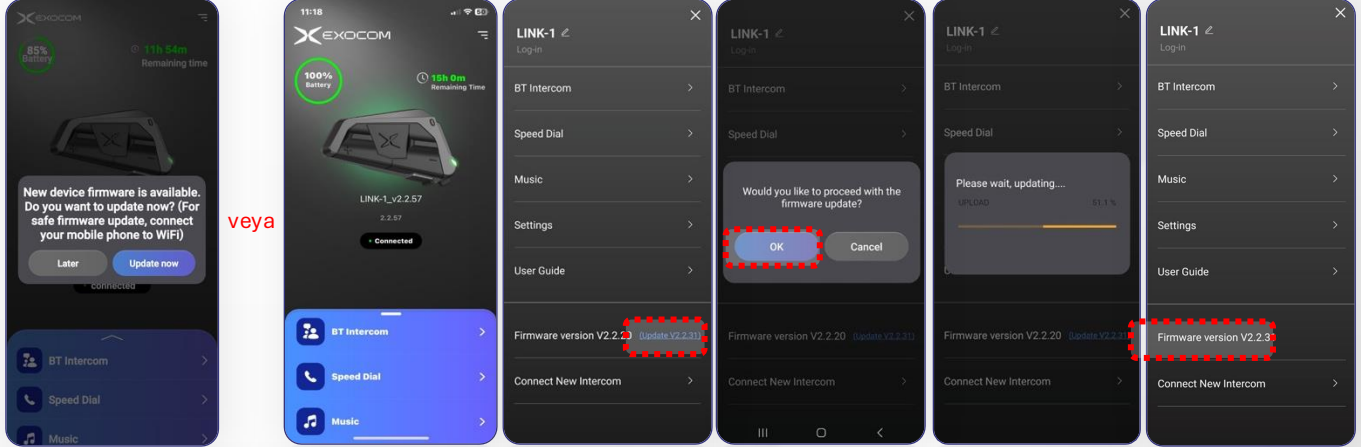 EXOCOM
85%
Battery
11h 54m
Remaining time
New device firmware is available.
Do you want to update now? (For
safe firmware update, connect
your mobile phone to WiFi)
Later
Update now
connected
BT Intercom
Speed Dial
Music
veya
11:18
EXOCOM
100%
Battery
15h 0m
Remaining Time
LINK-1_v2.2.57
2.2.57
Connected
BT Intercom
Speed Dial
Music
LINK-1
Log-in
BT Intercom
Speed Dial
Music
Settings
User Guide
Firmware version V2.2.20 (Update V2.2.31)
Connect New Intercom
LINK-1
Log-in
BT Intercom
Speed Dial
Would you like to proceed with the
firmware update?
OK
Cancel
Firmware version V2.2.20 (Update V2.2.31)
Connect New Intercom
LINK-1
Log-in
BT Intercom
Speed Dial
Please wait, updating....
UPLOAD 51.1 %
Firmware version V2.2.20 (Update V2.2.31)
Connect New Intercom
LINK-1
Log-in
BT Intercom
Speed Dial
Music
Settings
User Guide
Firmware version V2.2.3
Connect New Intercom